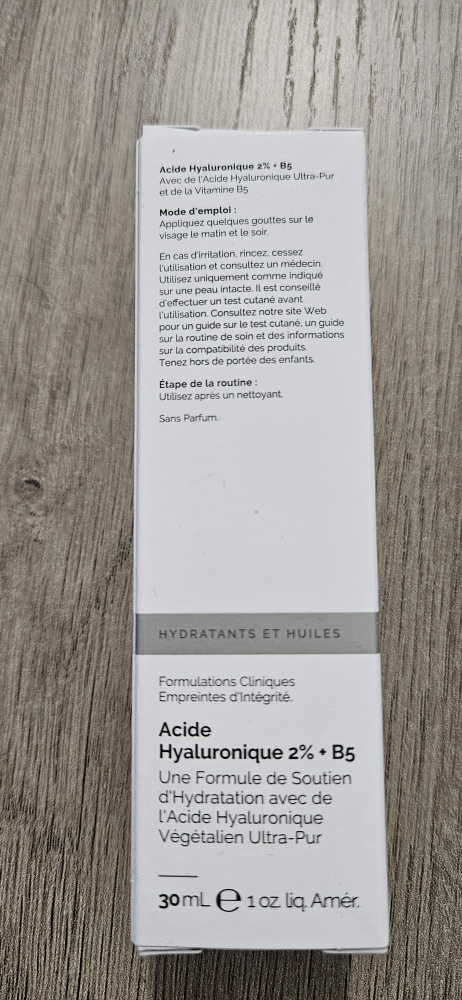 Acide Hyaluronique 2% + B5
Avec de l'Acide Hyaluronique Ultra-Pur
et de la Vitamine B5
Mode d'emploi :
Appliquez quelques gouttes sur le
visage le matin et le soir.
En cas d'irritation, rincez, cessez
l'utilisation et consultez un médecin.
Utilisez uniquement comme indiqué
sur une peau intacte. Il est conseillé
d'effectuer un test cutané avant
l'utilisation. Consultez notre site Web
pour un guide sur le test cutané, un guide
sur la routine de soin et des informations
sur la compatibilité des produits.
Tenez hors de portée des enfants.
Étape de la routine :
Utilisez après un nettoyant.
Sans Parfum.
HYDRATANTS ET HUILES
Formulations Cliniques
Empreintes d'Intégrité.
Acide
Hyaluronique 2% + B5
Une Formule de Soutien
d'Hydratation avec de
l'Acide Hyaluronique
Végétalien Ultra-Pur
30 mL ℮ 1 oz. liq. Amér.